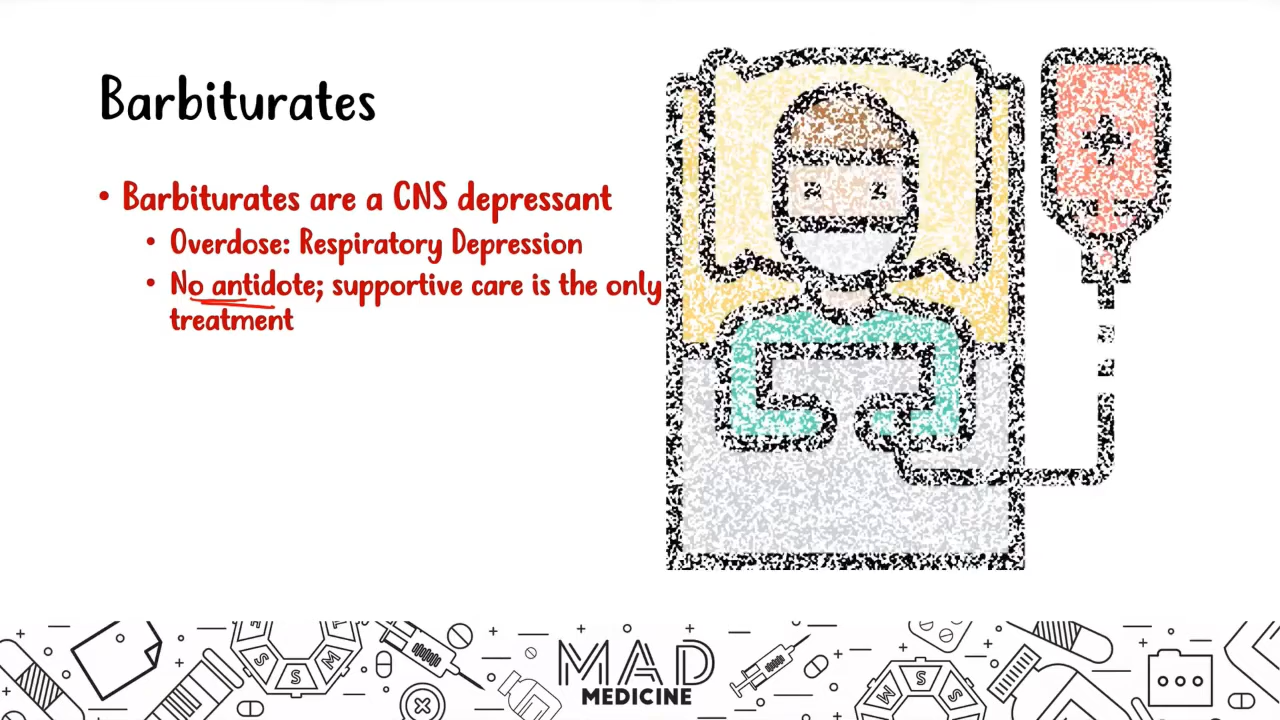 Barbiturates
• Barbiturates are a CNS depressant
• Overdose: Respiratory Depression
• No antidote; supportive care is the only
treatment
S
S
M
MAD
MEDICINE
M
S
S